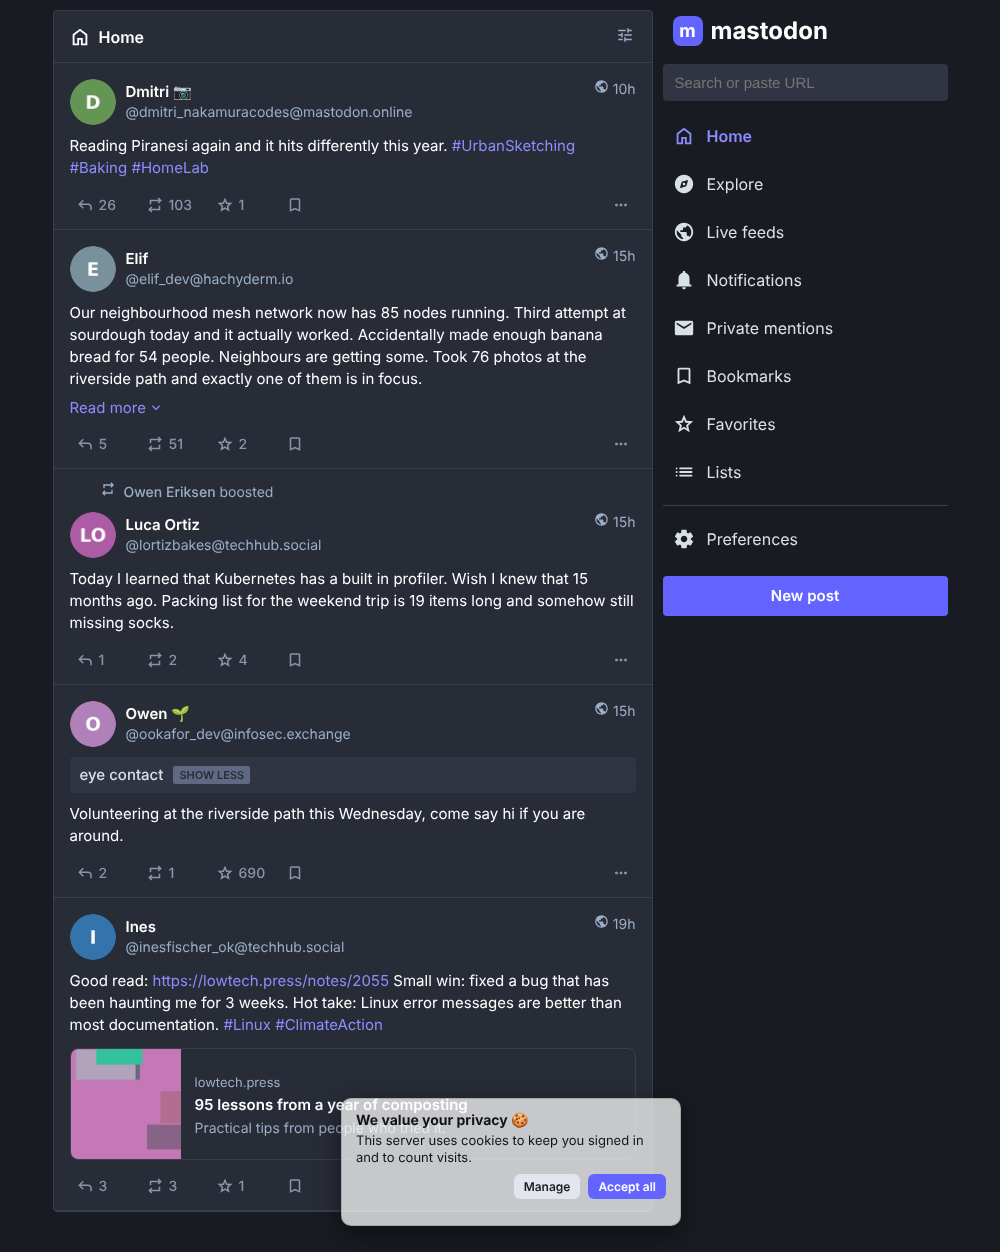 Home
D
Dmitri 📷
10h
@dmitri_nakamuracodes@mastodon.online
Reading Piranesi again and it hits differently this year. #UrbanSketching
#Baking #HomeLab
26 103 1
E
Elif
15h
@elif_dev@hachyderm.io
Our neighbourhood mesh network now has 85 nodes running. Third attempt at
sourdough today and it actually worked. Accidentally made enough banana
bread for 54 people. Neighbours are getting some. Took 76 photos at the
riverside path and exactly one of them is in focus.
Read more
5 51 2
Owen Eriksen boosted
LO
Luca Ortiz
15h
@lortizbakes@techhub.social
Today I learned that Kubernetes has a built in profiler. Wish I knew that 15
months ago. Packing list for the weekend trip is 19 items long and somehow still
missing socks.
1 2 4
O
Owen 🌱
15h
@ookafor_dev@infosec.exchange
eye contact SHOW LESS
Volunteering at the riverside path this Wednesday, come say hi if you are
around.
2 1 690
I
Ines
19h
@inesfischer_ok@techhub.social
Good read: https://lowtech.press/notes/2055 Small win: fixed a bug that has
been haunting me for 3 weeks. Hot take: Linux error messages are better than
most documentation. #Linux #ClimateAction
lowtech.press
95 lessons from a year of composting
Practical tips from people who tried it.
3 3 1
We value your privacy 🍪
This server uses cookies to keep you signed in
and to count visits.
Manage
Accept all
m mastodon
Search or paste URL
Home
Explore
Live feeds
Notifications
Private mentions
Bookmarks
Favorites
Lists
Preferences
New post